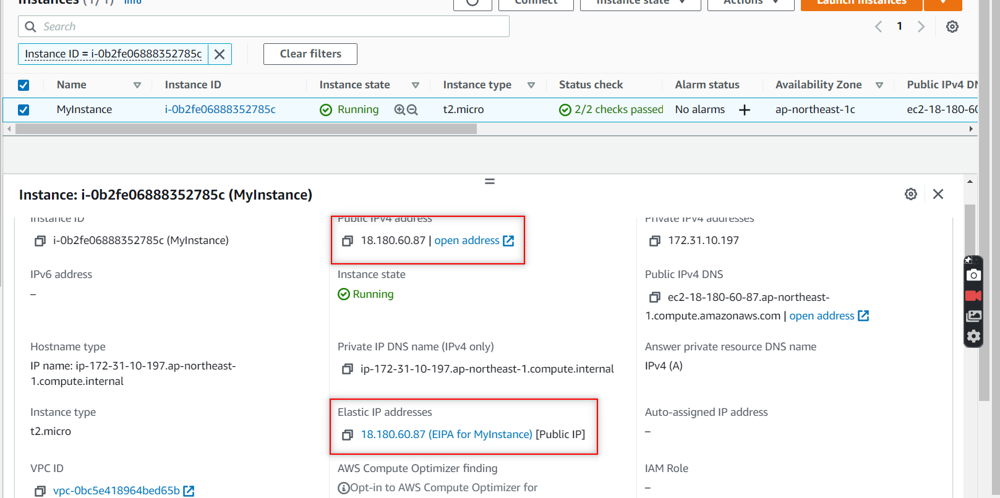 Instances (1/1) Info
Connect
Instance state
Actions
Launch instances
Search
1
Instance ID = i-0b2fe06888352785c
Clear filters
Name
Instance ID
Instance state
Instance type
Status check
Alarm status
Availability Zone
Public IPv4 DN
MyInstance
i-0b2fe06888352785c
Running
t2.micro
2/2 checks passed
No alarms
ap-northeast-1c
ec2-18-180-60
Instance: i-0b2fe06888352785c (MyInstance)
Instance ID
i-0b2fe06888352785c (MyInstance)
Public IPv4 address
18.180.60.87 | open address
Private IPv4 addresses
172.31.10.197
IPv6 address
–
Instance state
Running
Public IPv4 DNS
ec2-18-180-60-87.ap-northeast-
1.compute.amazonaws.com | open address
Hostname type
IP name: ip-172-31-10-197.ap-northeast-
1.compute.internal
Private IP DNS name (IPv4 only)
ip-172-31-10-197.ap-northeast-1.compute.internal
Answer private resource DNS name
IPv4 (A)
Instance type
t2.micro
Elastic IP addresses
18.180.60.87 (EIPA for MyInstance) [Public IP]
Auto-assigned IP address
–
VPC ID
vpc-0bc5e418964bed65b
AWS Compute Optimizer finding
Opt-in to AWS Compute Optimizer for
IAM Role
–